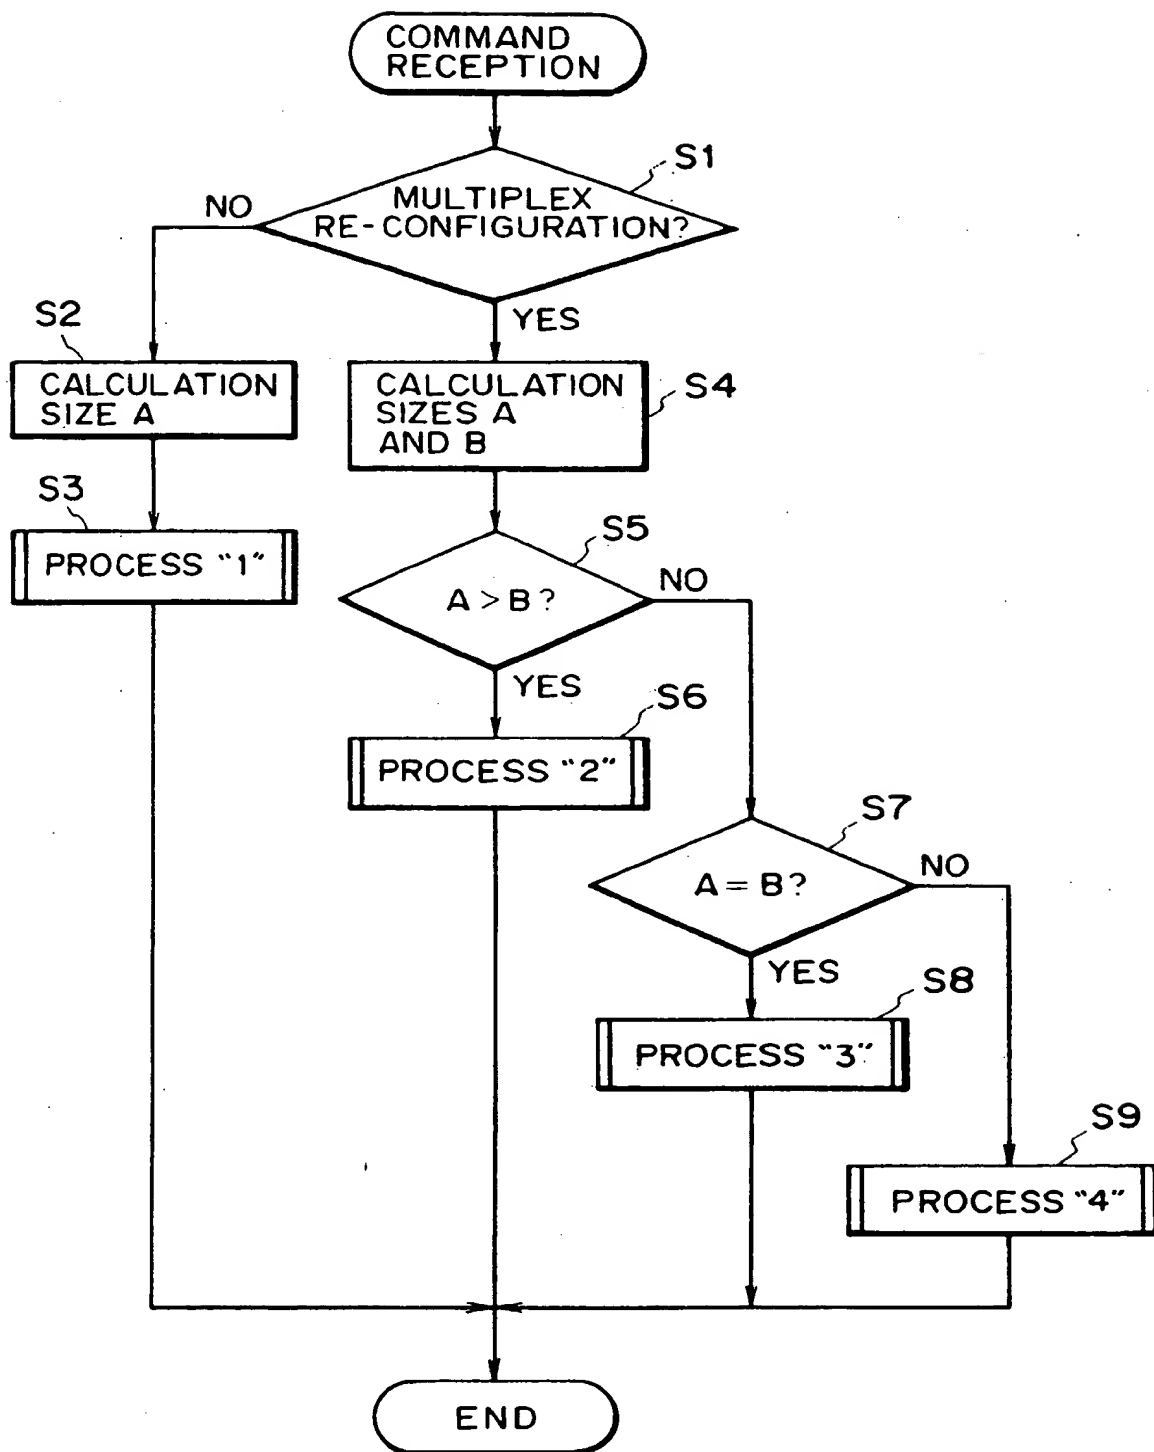 COMMAND
RECEPTION
S1
MULTIPLEX
RE-CONFIGURATION?
NO
YES
S2
CALCULATION
SIZE A
S4
CALCULATION
SIZES A
AND B
S3
PROCESS "1"
S5
A > B?
NO
YES
S6
PROCESS "2"
S7
A = B?
NO
YES
S8
PROCESS "3"
S9
PROCESS "4"
END